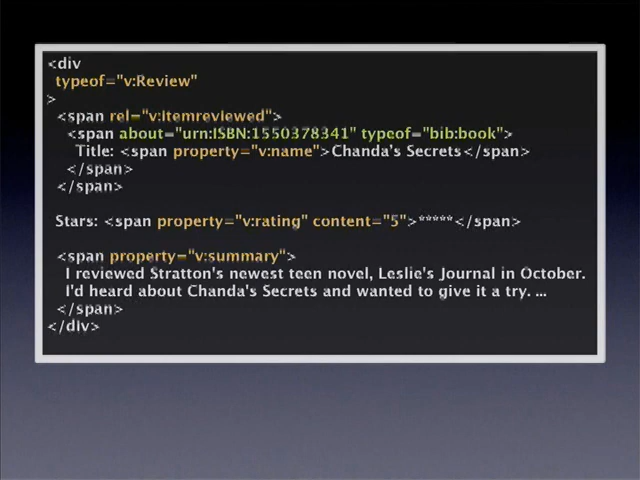 <div
typeof="v:Review"
>
<span rel="v:itemreviewed">
<span about="urn:ISBN:1550378341" typeof="bib:book">
Title: <span property="v:name">Chanda's Secrets</span>
</span>
</span>
Stars: <span property="v:rating" content="5">*****</span>
<span property="v:summary">
I reviewed Stratton's newest teen novel, Leslie's Journal in October.
I'd heard about Chanda's Secrets and wanted to give it a try. ...
</span>
</div>